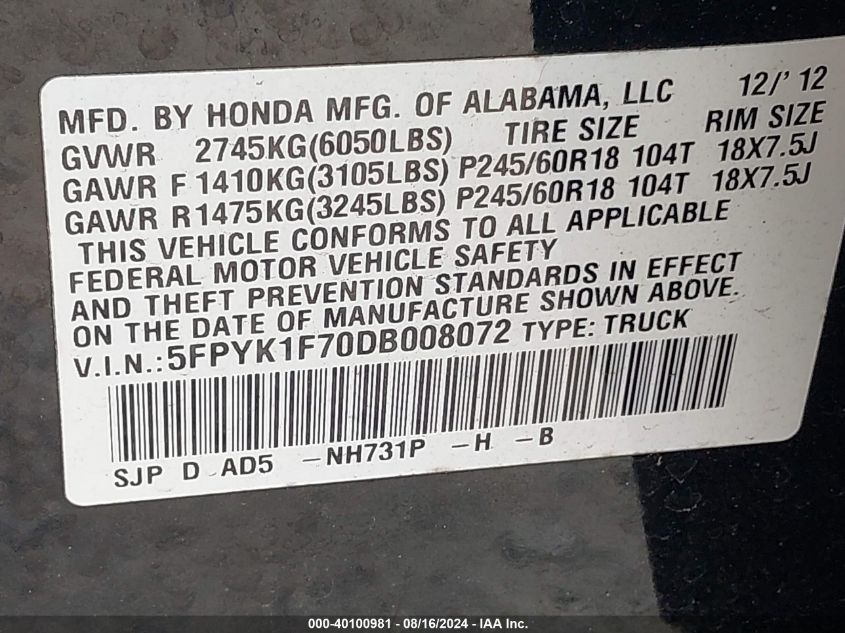 MFD. BY HONDA MFG. OF ALABAMA, LLC 12/'12
GVWR 2745KG(6050LBS) TIRE SIZE RIM SIZE
GAWR F 1410KG(3105LBS) P245/60R18 104T 18X7.5J
GAWR R 1475KG(3245LBS) P245/60R18 104T 18X7.5J
THIS VEHICLE CONFORMS TO ALL APPLICABLE
FEDERAL MOTOR VEHICLE SAFETY
AND THEFT PREVENTION STANDARDS IN EFFECT
ON THE DATE OF MANUFACTURE SHOWN ABOVE.
V.I.N.:5FPYK1F70DB008072 TYPE: TRUCK
SJP D AD5 -NH731P -H -B
000-40100981 - 08/16/2024 - IAA Inc.